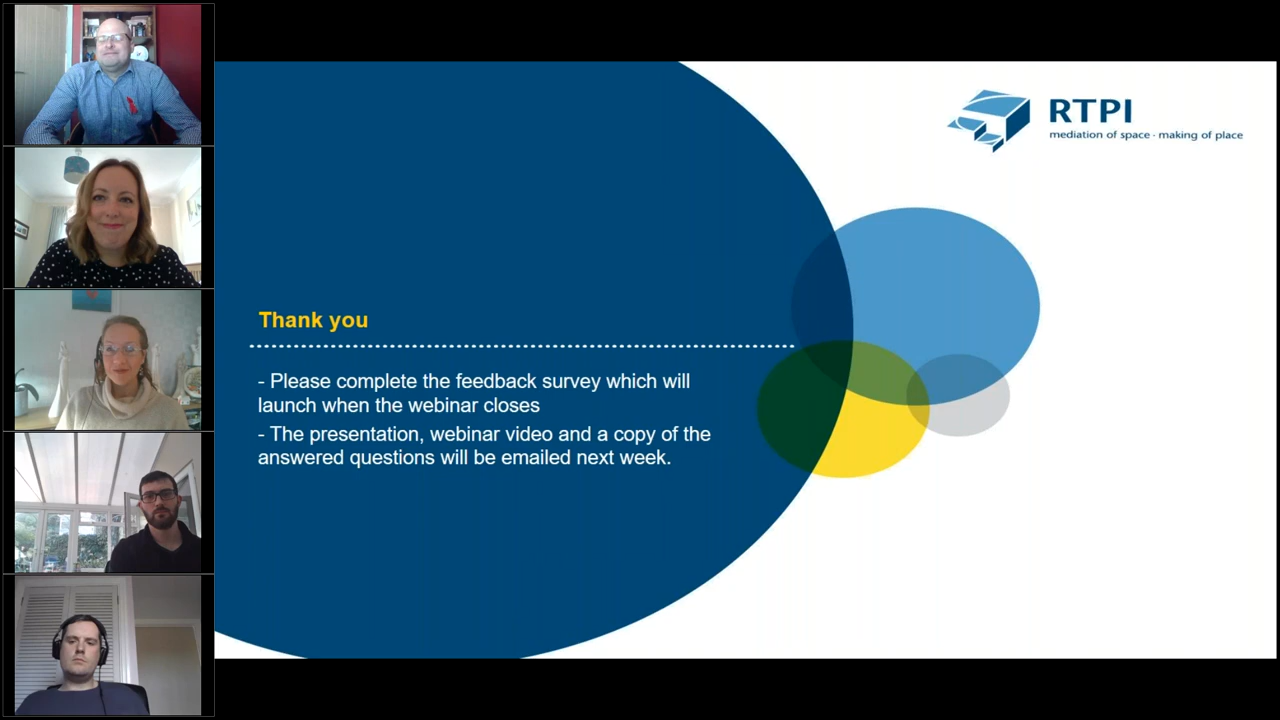 RTPI
mediation of space · making of place
Thank you
- Please complete the feedback survey which will
launch when the webinar closes
- The presentation, webinar video and a copy of the
answered questions will be emailed next week.